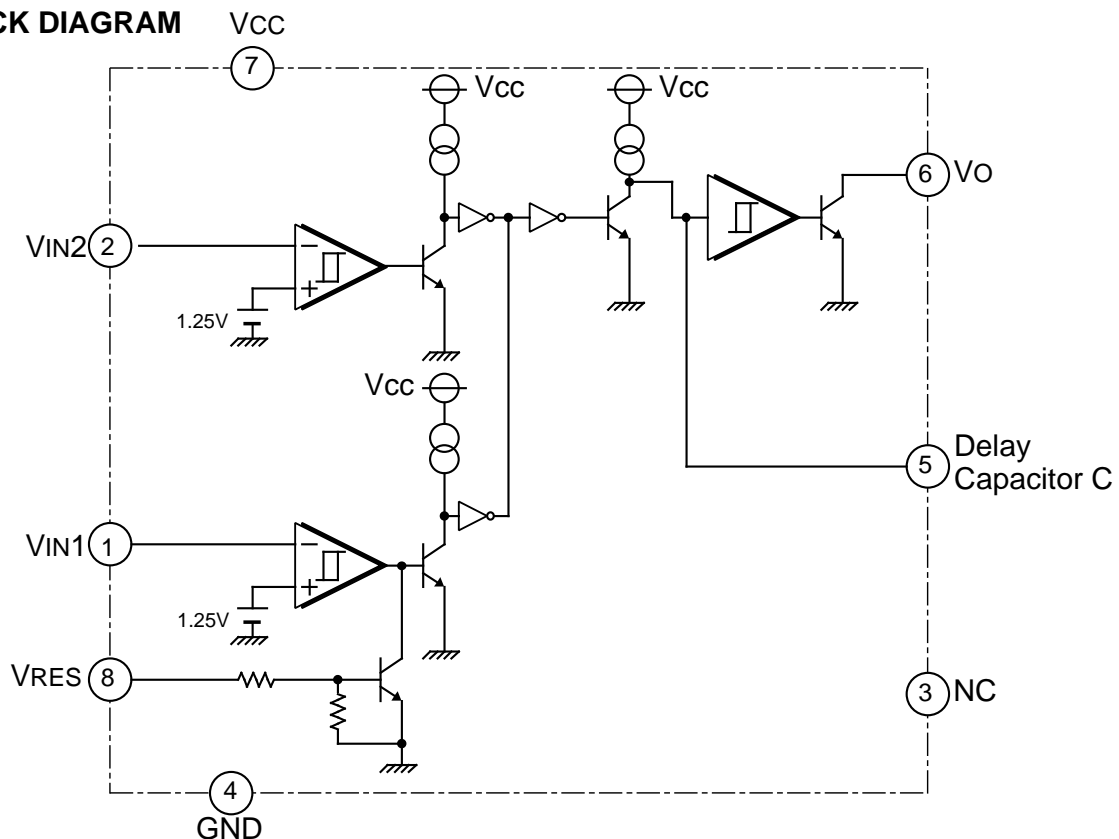 CK DIAGRAM
VCC
7
Vcc
Vcc
6 VO
VIN2 2
−
+
1.25V
Vcc
5 Delay
Capacitor C
VIN1 1
−
+
1.25V
VRES 8
3 NC
4
GND